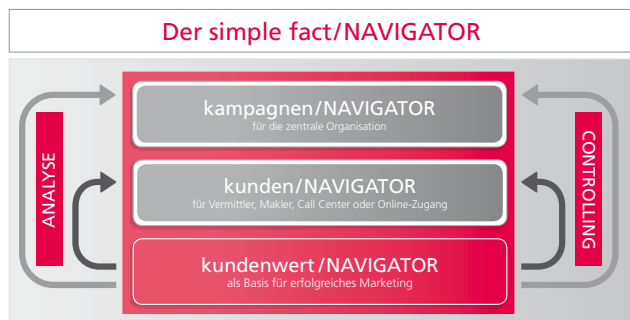 Der simple fact/NAVIGATOR
kampagnen/NAVIGATOR
für die zentrale Organisation
ANALYSE
CONTROLLING
kunden/NAVIGATOR
für Vermittler, Makler, Call Center oder Online-Zugang
kundenwert/NAVIGATOR
als Basis für erfolgreiches Marketing